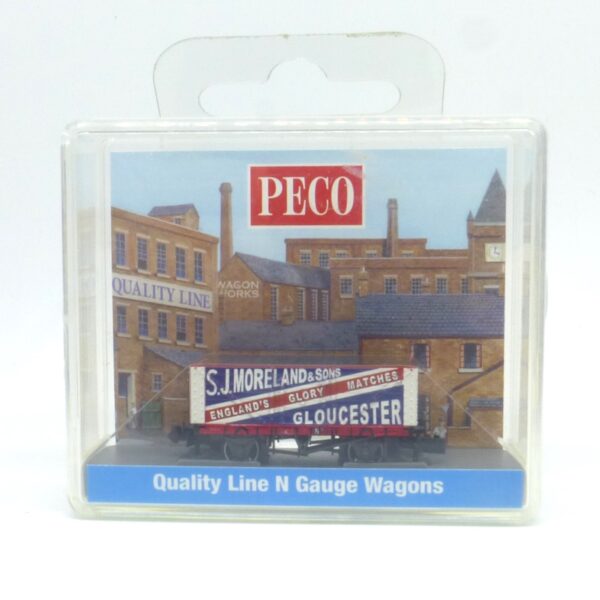 PECO
QUALITY LINE
WAGON
WORKS
S.J.MORELAND & SONS
ENGLAND'S GLORY MATCHES
GLOUCESTER
N
Quality Line N Gauge Wagons